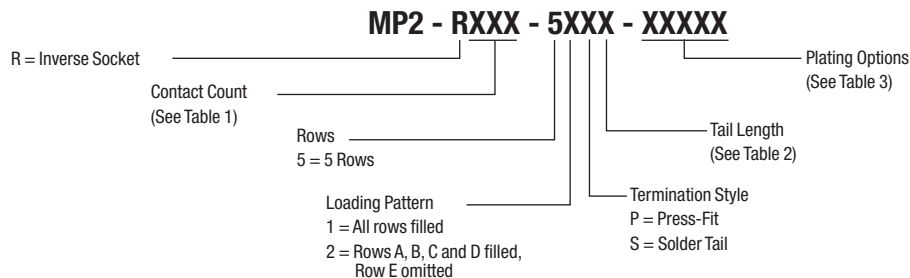 MP2 - RXXX - 5XXX - XXXXX
R = Inverse Socket
Plating Options
(See Table 3)
Contact Count
(See Table 1)
Rows
5 = 5 Rows
Tail Length
(See Table 2)
Loading Pattern
1 = All rows filled
2 = Rows A, B, C and D filled,
Row E omitted
Termination Style
P = Press-Fit
S = Solder Tail